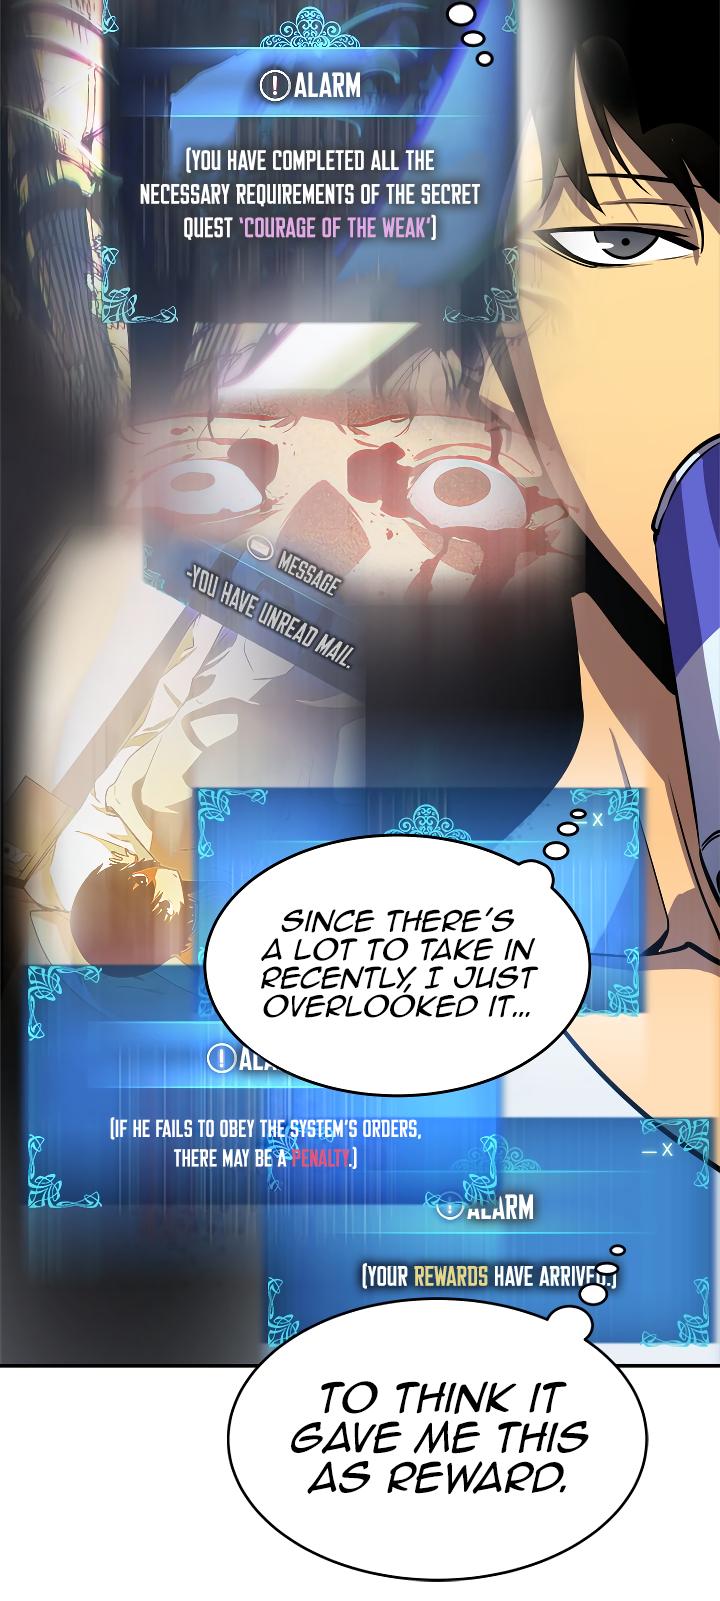 ALARM
(YOU HAVE COMPLETED ALL THE
NECESSARY REQUIREMENTS OF THE SECRET
QUEST 'COURAGE OF THE WEAK')
MESSAGE
-YOU HAVE UNREAD MAIL.
SINCE THERE'S
A LOT TO TAKE IN
RECENTLY, I JUST
OVERLOOKED IT...
(IF HE FAILS TO OBEY THE SYSTEM'S ORDERS,
THERE MAY BE A PENALTY.)
ALARM
(YOUR REWARDS HAVE ARRIVED.)
TO THINK IT
GAVE ME THIS
AS REWARD.